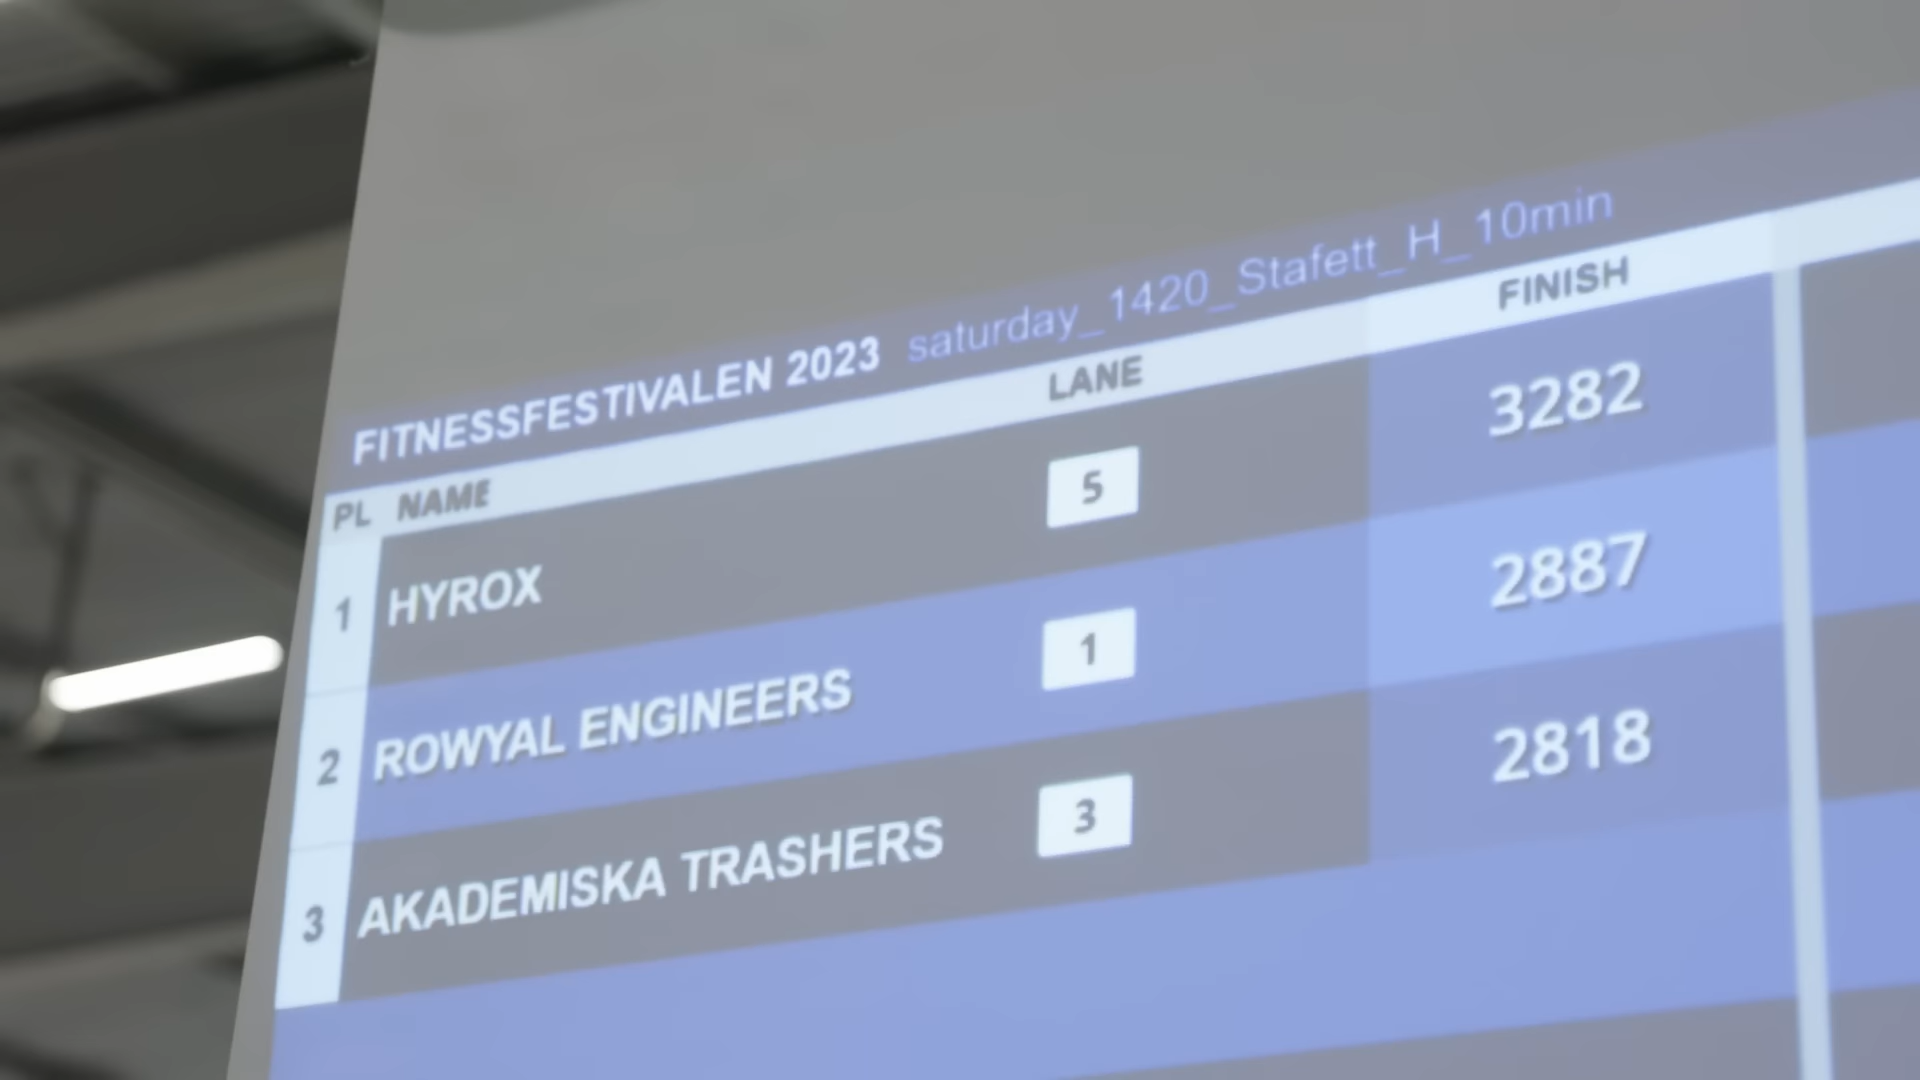 FITNESSFESTIVALEN 2023 saturday_1420_Stafett_H_10min
PL NAME LANE FINISH
1 HYROX 5 3282
2 ROWYAL ENGINEERS 1 2887
3 AKADEMISKA TRASHERS 3 2818